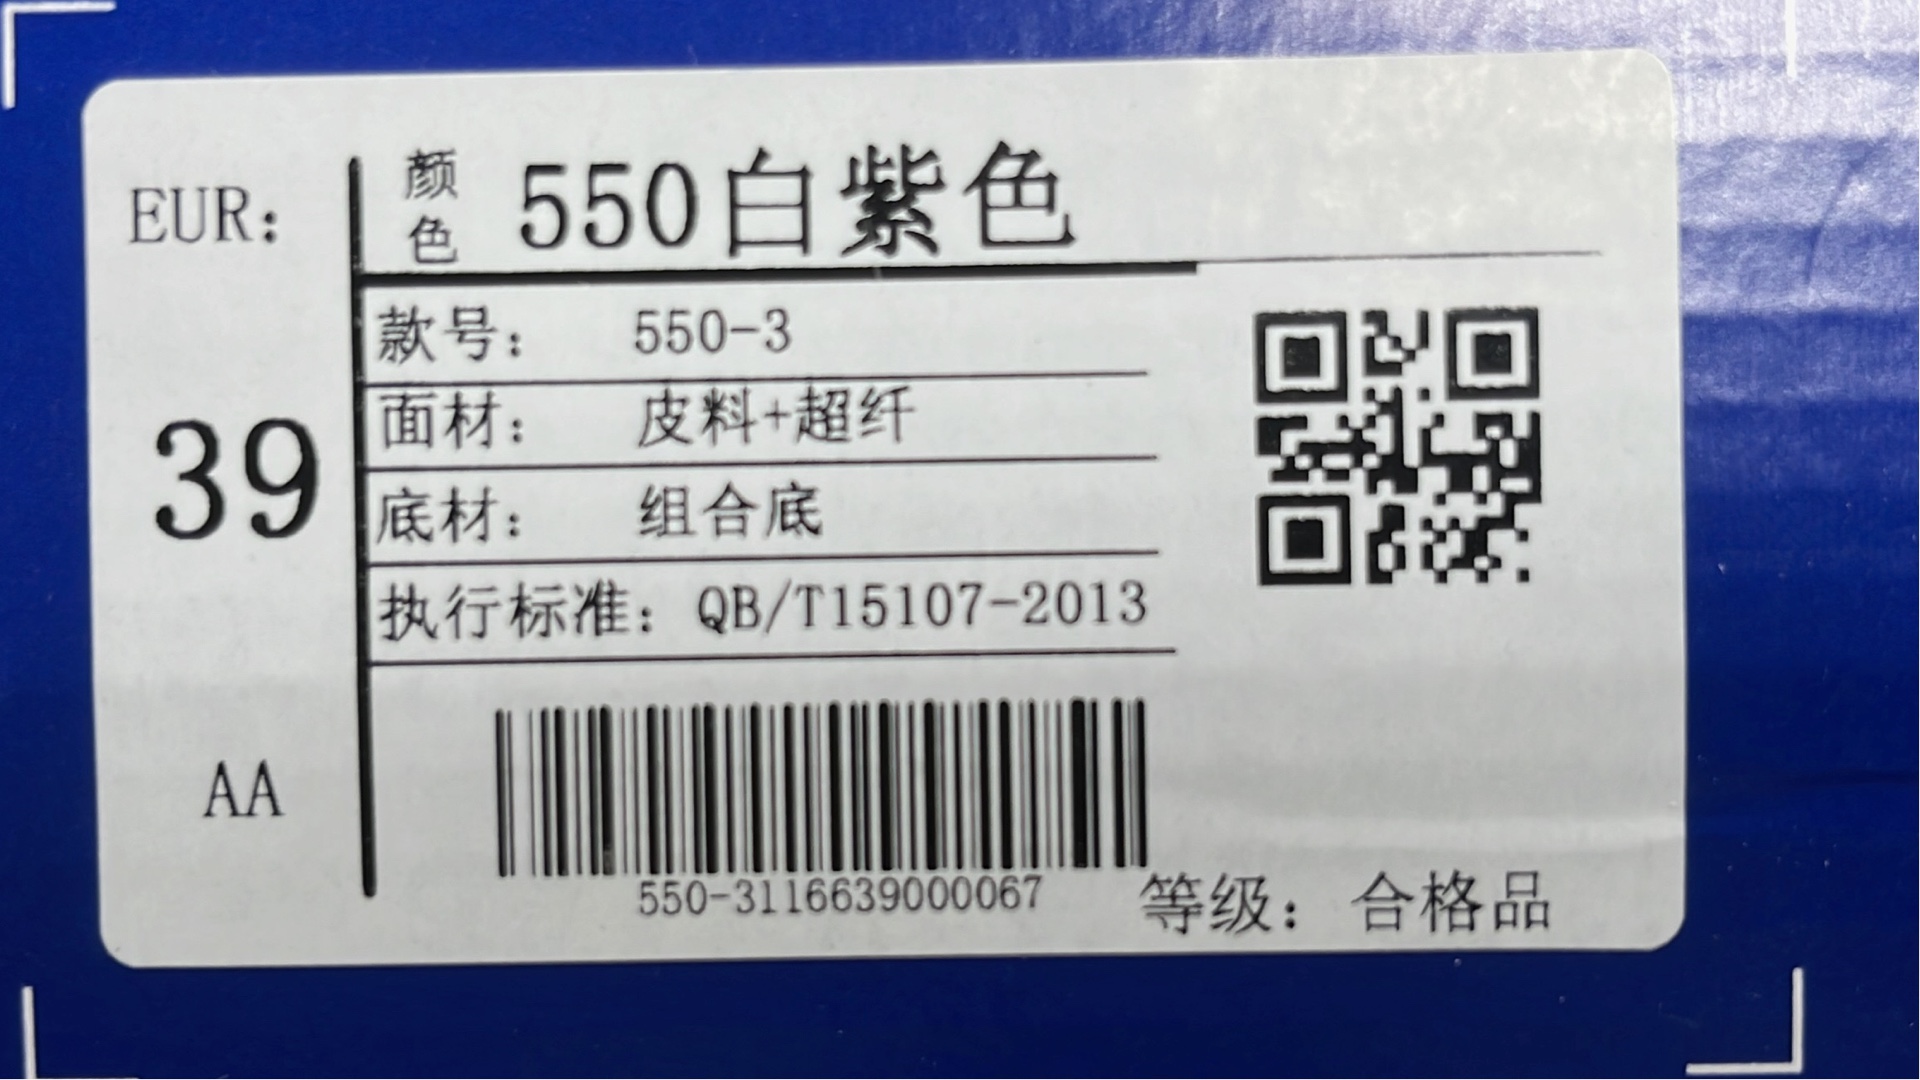 EUR:
39
AA
颜色 550白紫色
款号： 550-3
面材： 皮料+超纤
底材： 组合底
执行标准： QB/T15107-2013
550-3116639000067
等级： 合格品